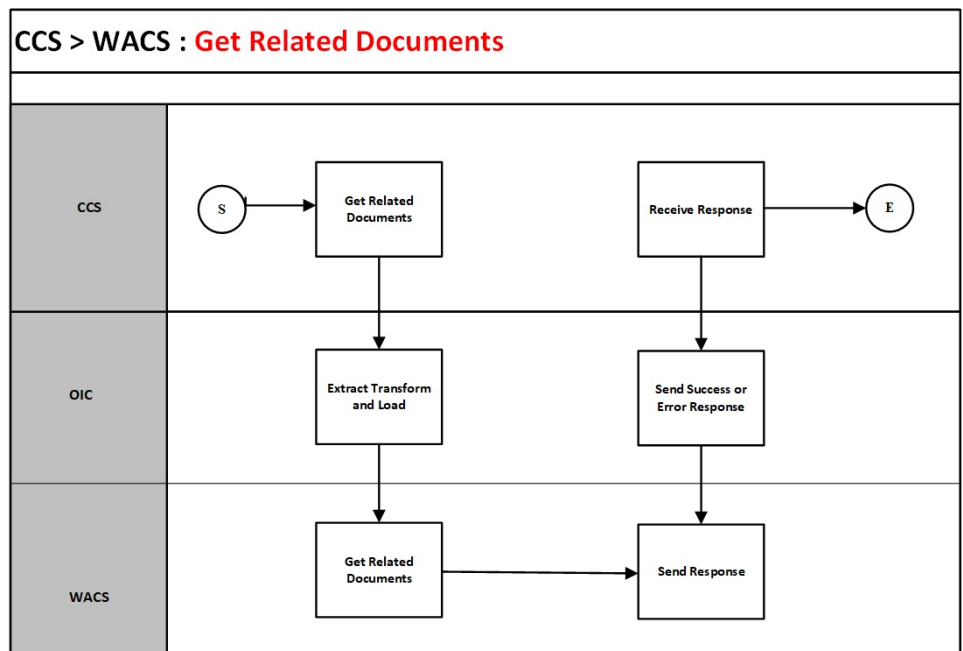 CCS > WACS : Get Related Documents
CCS
S
Get Related
Documents
Receive Response
E
OIC
Extract Transform
and Load
Send Success or
Error Response
WACS
Get Related
Documents
Send Response